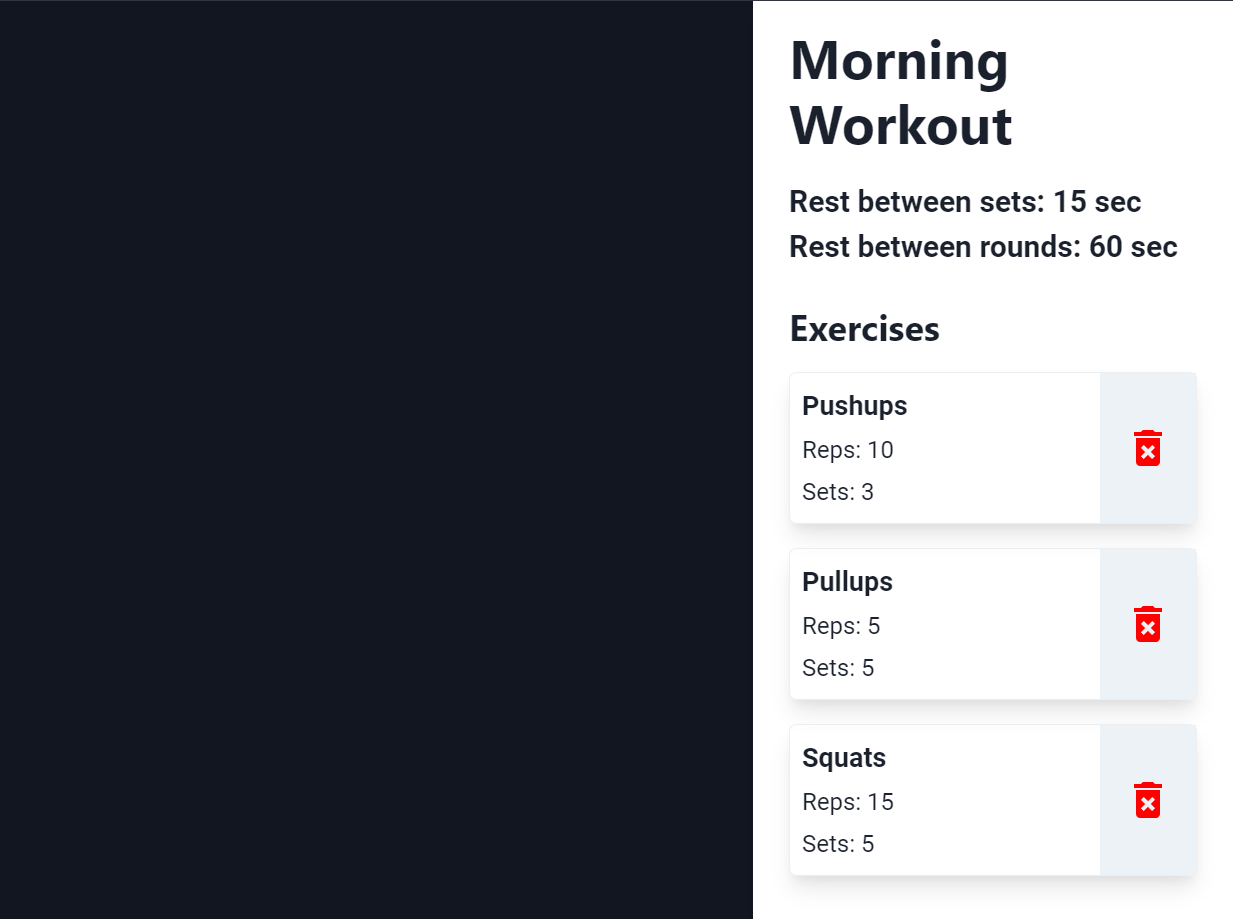 Morning
Workout
Rest between sets: 15 sec
Rest between rounds: 60 sec
Exercises
Pushups
Reps: 10
Sets: 3
Pullups
Reps: 5
Sets: 5
Squats
Reps: 15
Sets: 5